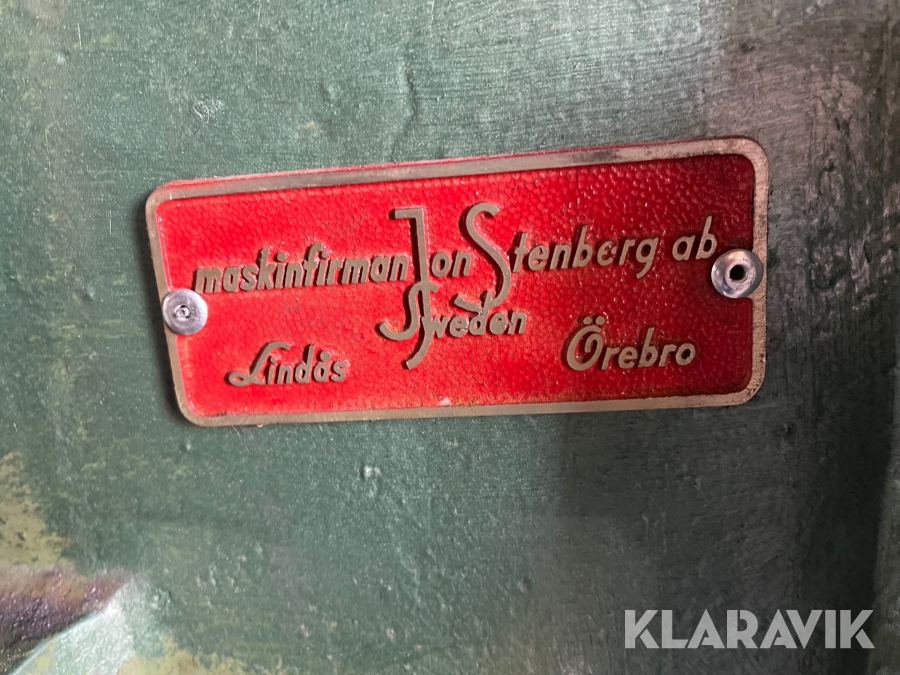 maskinfirman Jon Stenberg ab
Sweden
Lindås Örebro
KLARAVIK